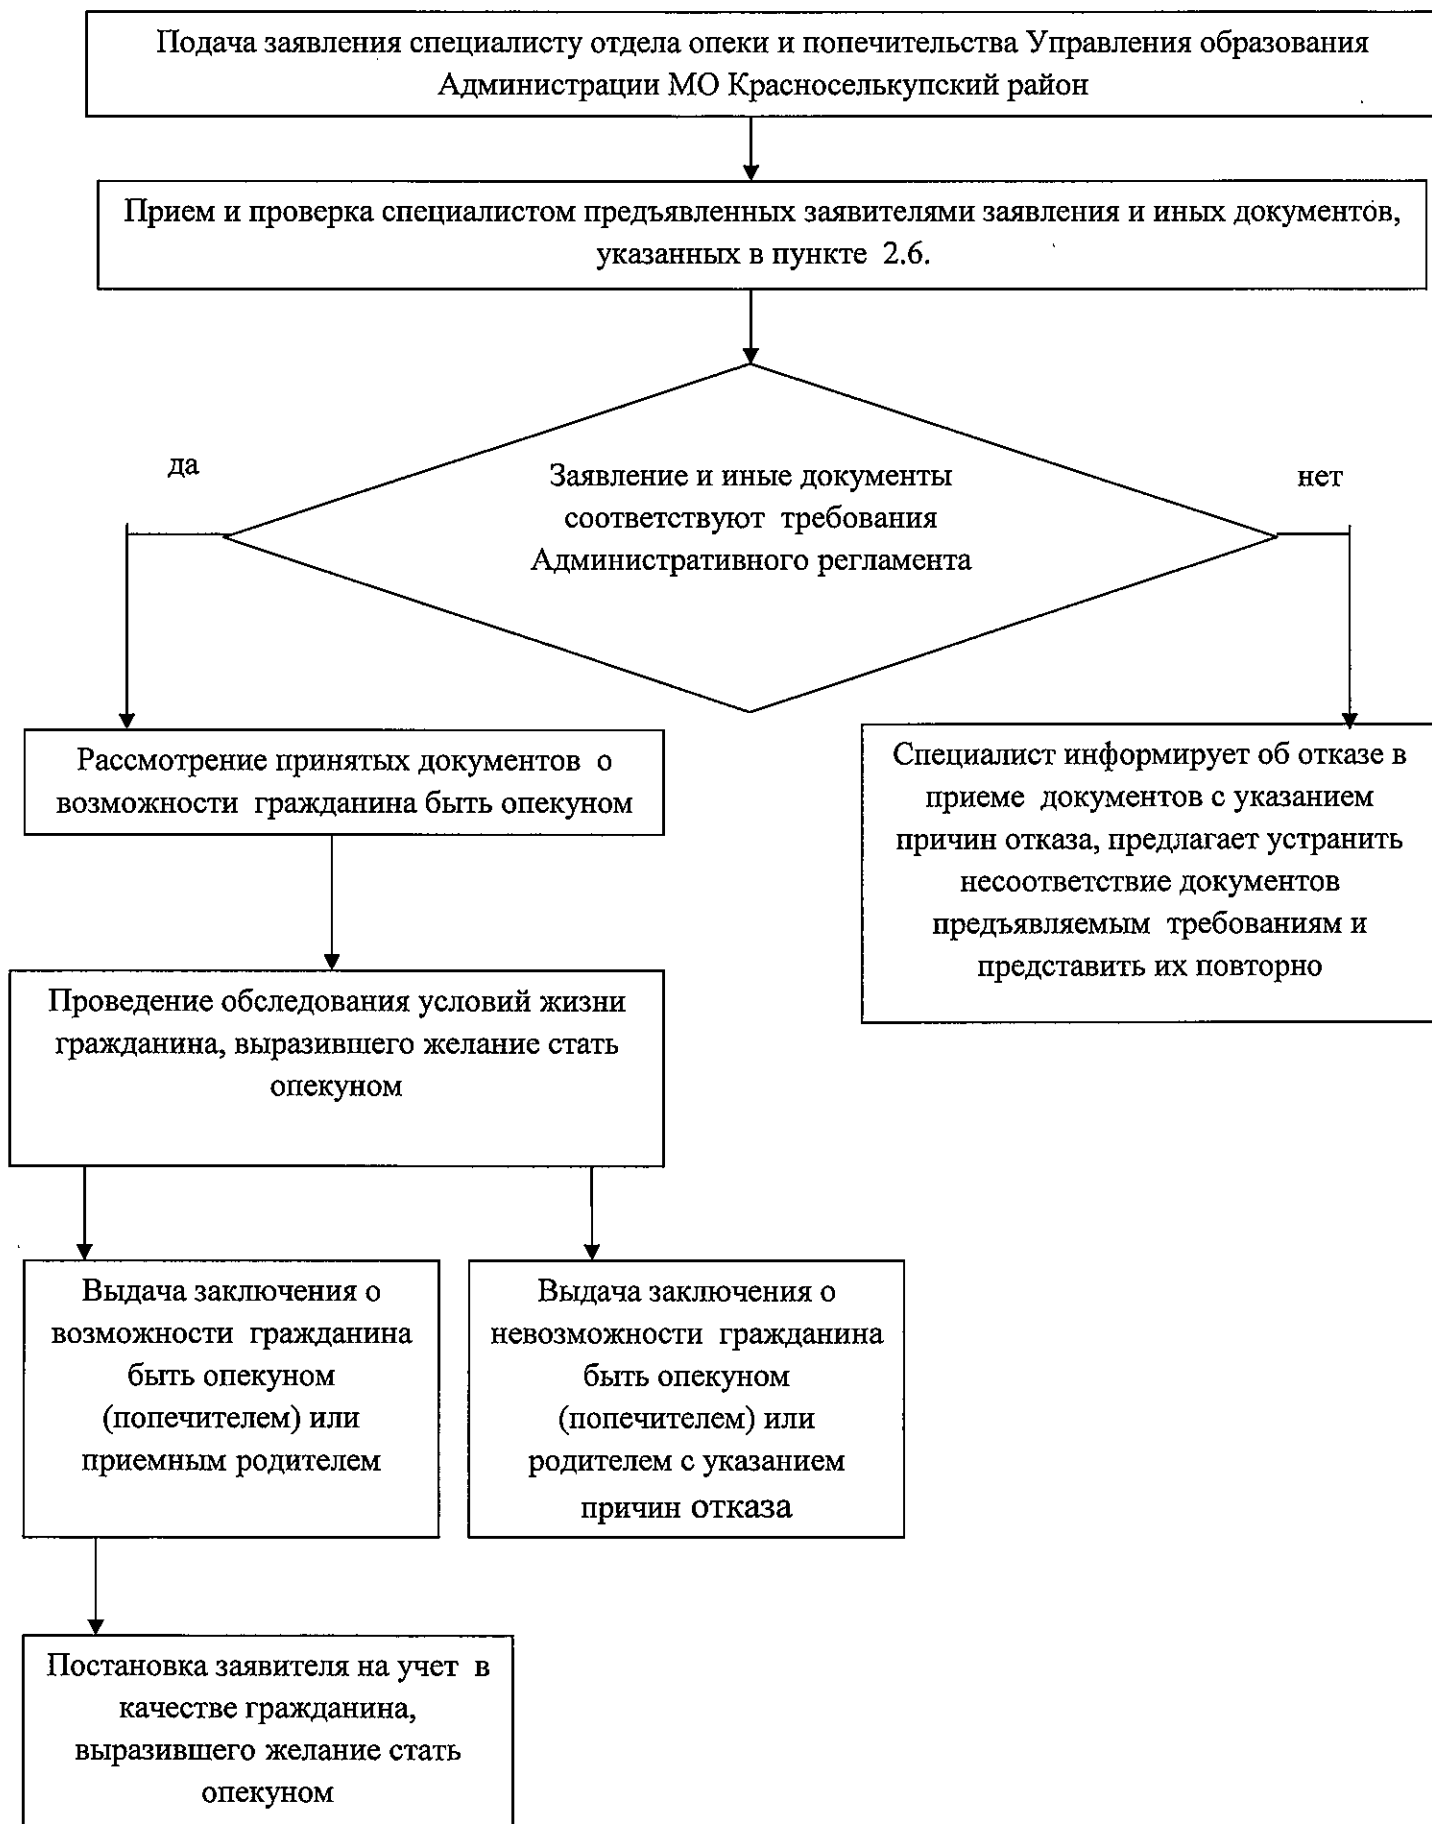 Подача заявления специалисту отдела опеки и попечительства Управления образования
Администрации МО Красноселькупский район
Прием и проверка специалистом предъявленных заявителями заявления и иных документов,
указанных в пункте 2.6.
да
Заявление и иные документы
соответствуют требования
Административного регламента
нет
Рассмотрение принятых документов о
возможности гражданина быть опекуном
Специалист информирует об отказе в
приеме документов с указанием
причин отказа, предлагает устранить
несоответствие документов
предъявляемым требованиям и
представить их повторно
Проведение обследования условий жизни
гражданина, выразившего желание стать
опекуном
Выдача заключения о
возможности гражданина
быть опекуном
(попечителем) или
приемным родителем
Выдача заключения о
невозможности гражданина
быть опекуном
(попечителем) или
родителем с указанием
причин отказа
Постановка заявителя на учет в
качестве гражданина,
выразившего желание стать
опекуном